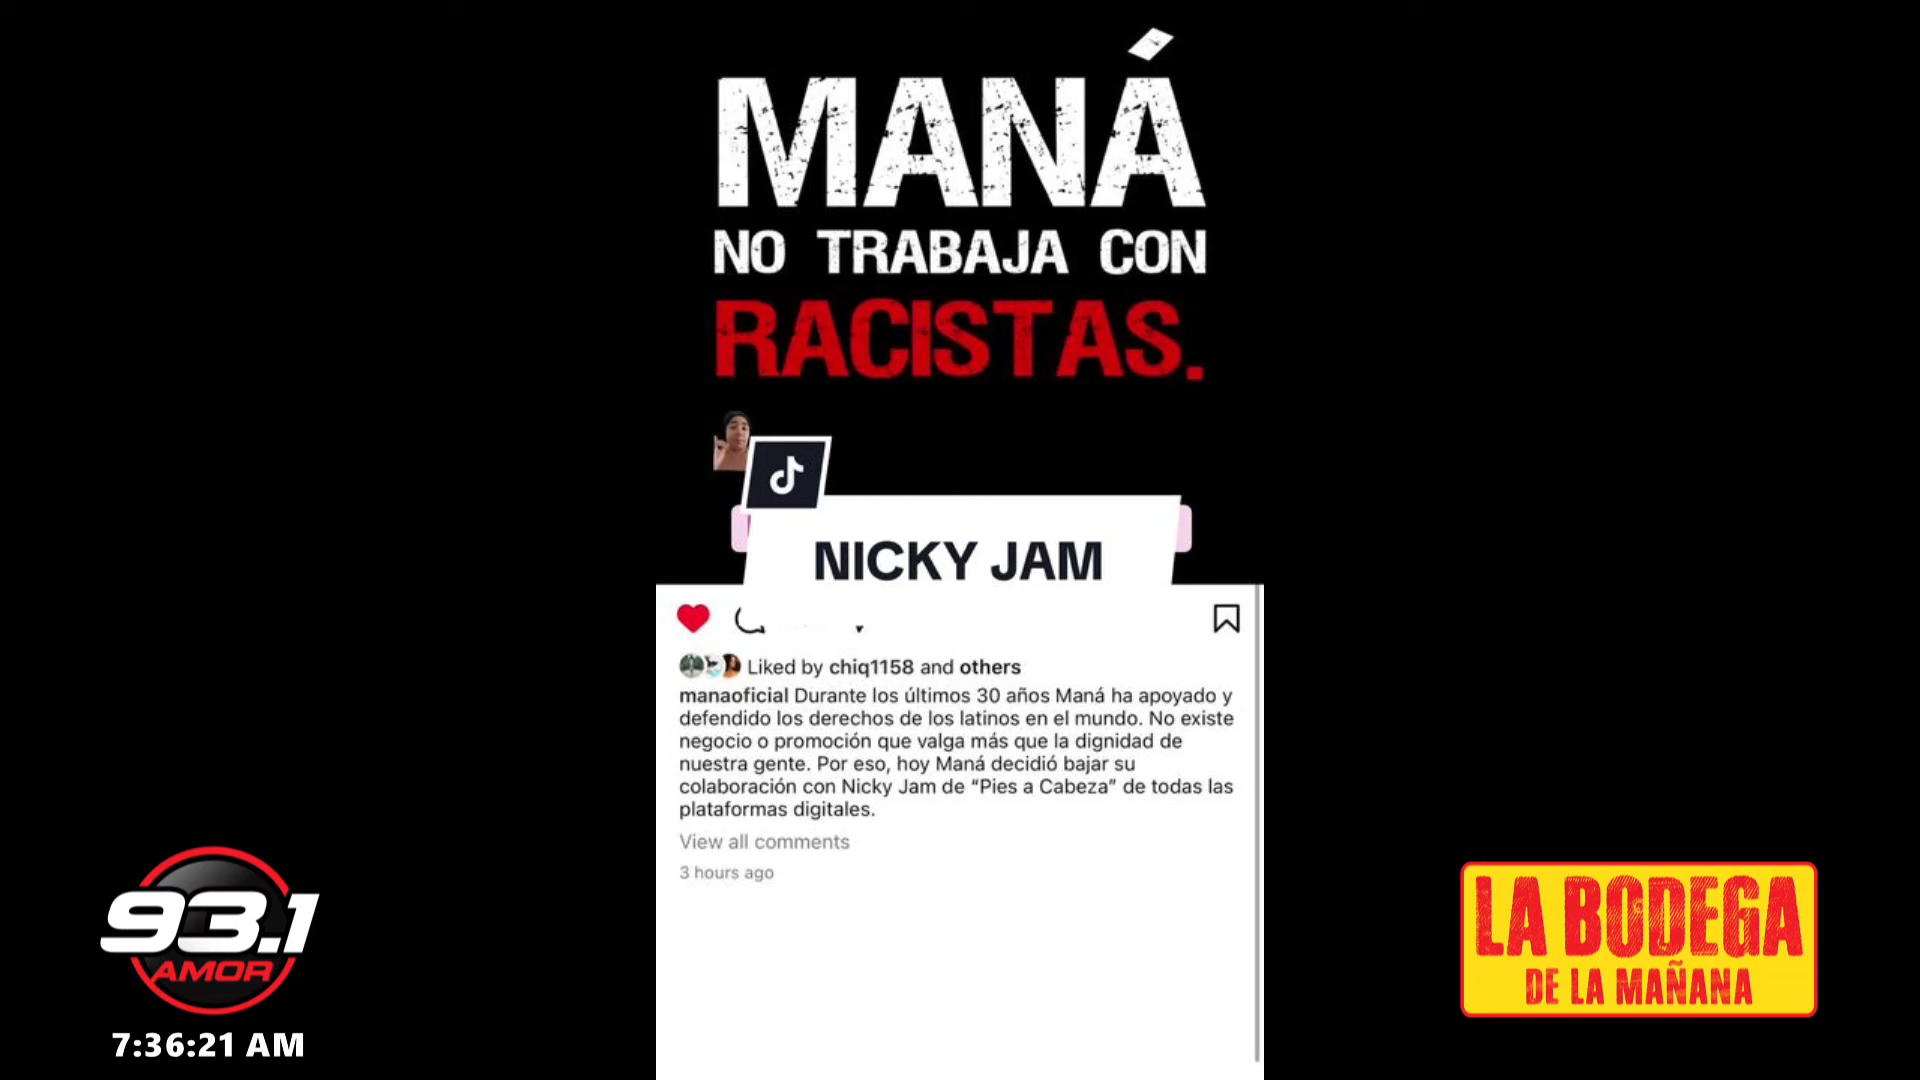 MANÁ
NO TRABAJA CON
RACISTAS.
NICKY JAM
Liked by chiq1158 and others
manaoficial Durante los últimos 30 años Maná ha apoyado y
defendido los derechos de los latinos en el mundo. No existe
negocio o promoción que valga más que la dignidad de
nuestra gente. Por eso, hoy Maná decidió bajar su
colaboración con Nicky Jam de “Pies a Cabeza” de todas las
plataformas digitales.
View all comments
3 hours ago
93.1
AMOR
7:36:21 AM
LA BODEGA
DE LA MAÑANA